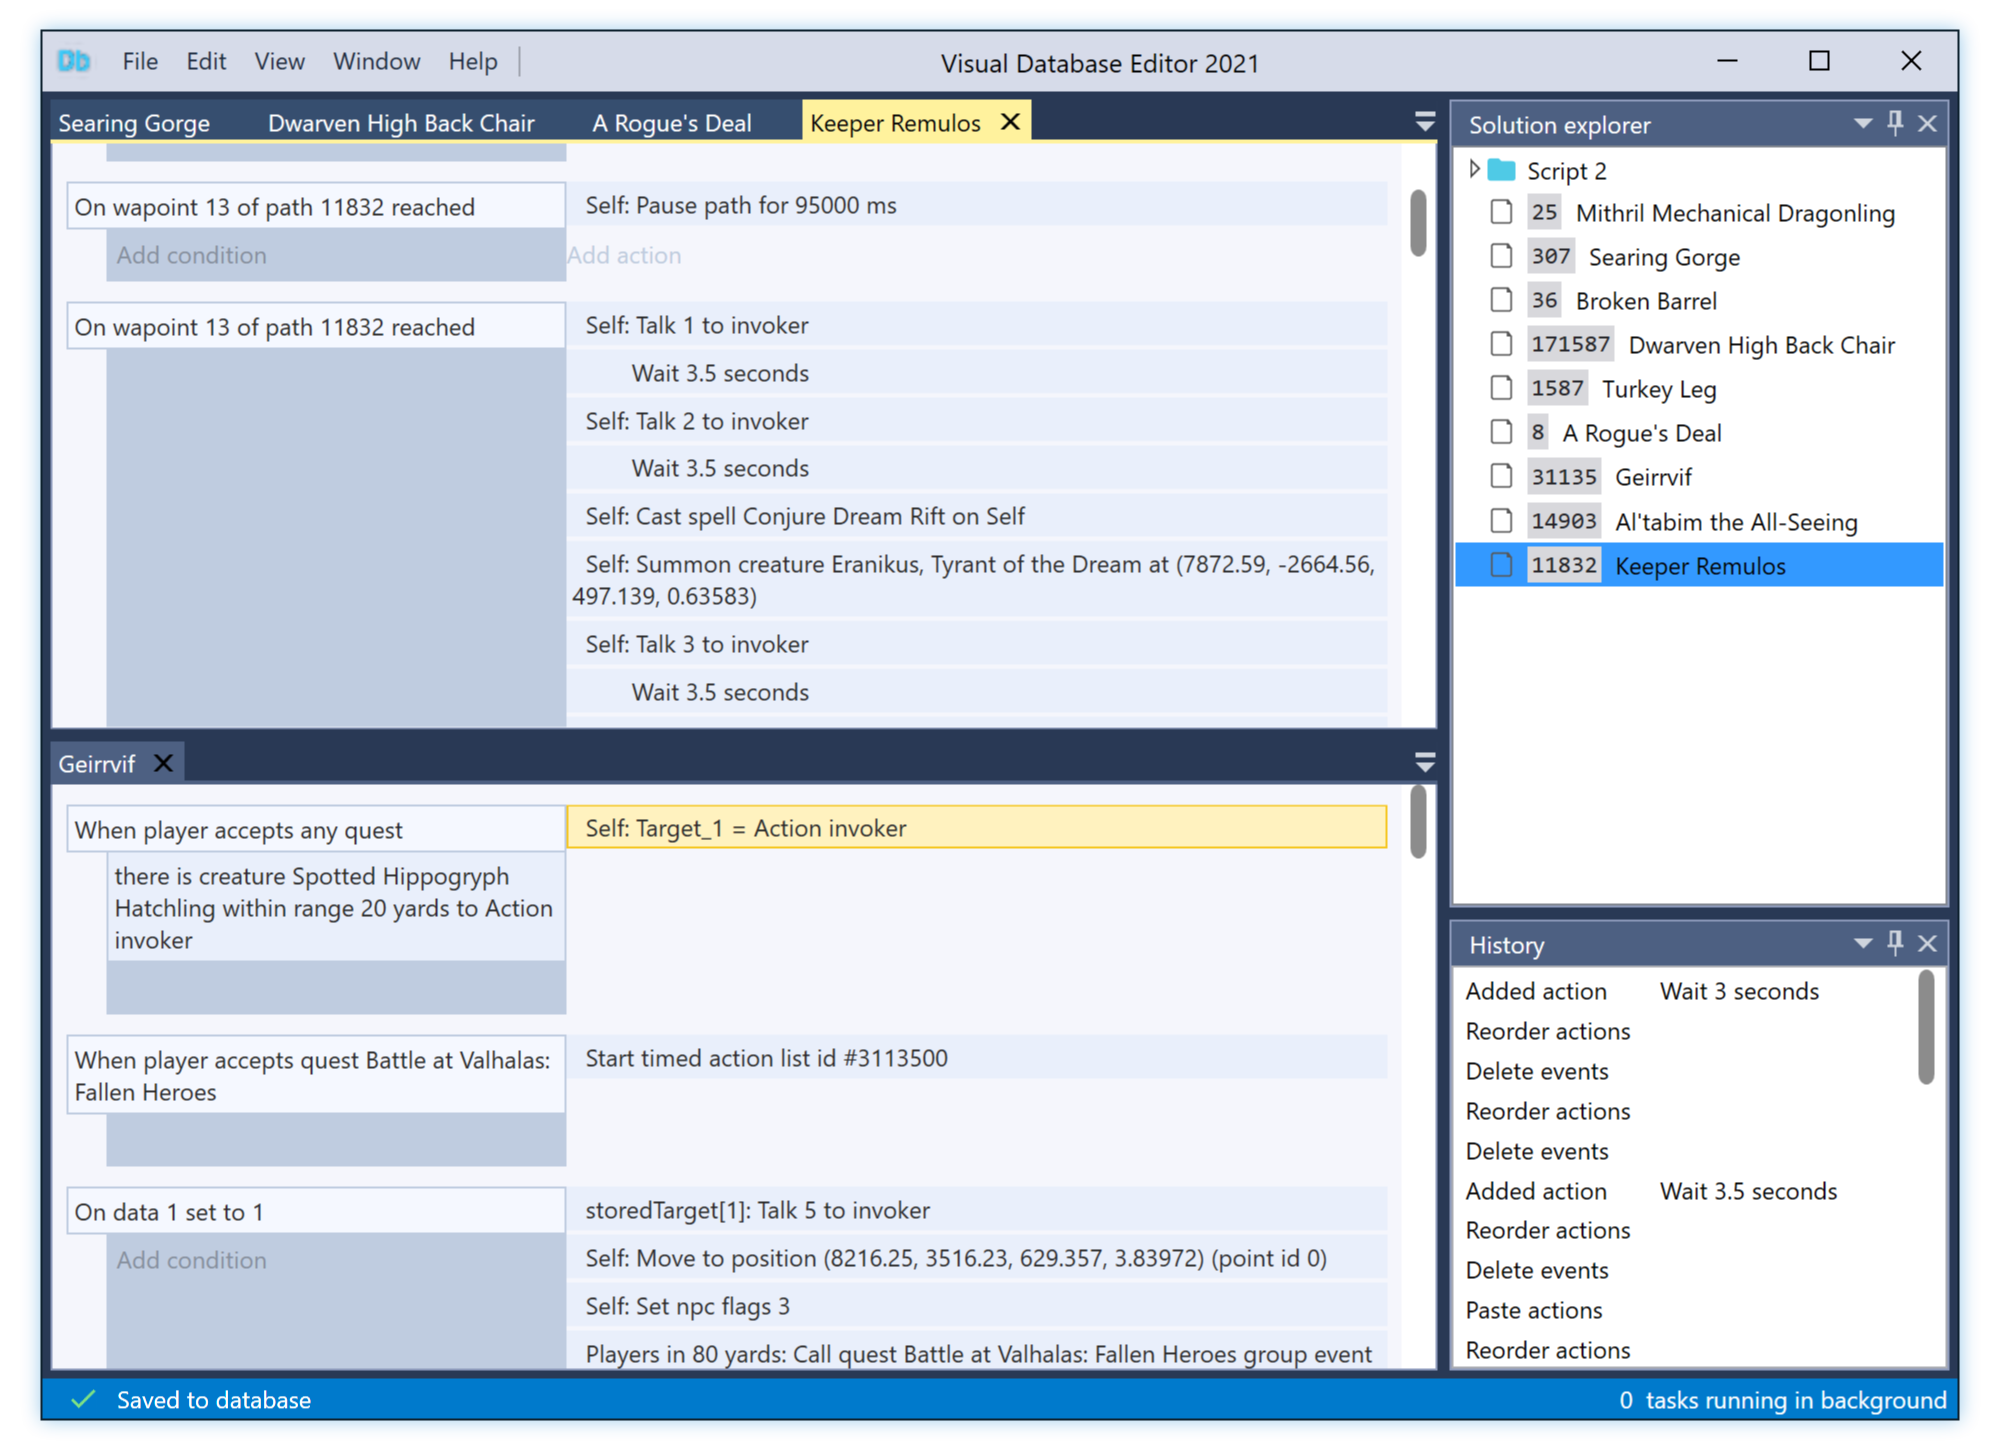 Db File Edit View Window Help Visual Database Editor 2021
Searing Gorge Dwarven High Back Chair A Rogue's Deal Keeper Remulos
On wapoint 13 of path 11832 reached
Self: Pause path for 95000 ms
Add condition
Add action
On wapoint 13 of path 11832 reached
Self: Talk 1 to invoker
Wait 3.5 seconds
Self: Talk 2 to invoker
Wait 3.5 seconds
Self: Cast spell Conjure Dream Rift on Self
Self: Summon creature Eranikus, Tyrant of the Dream at (7872.59, -2664.56,
497.139, 0.63583)
Self: Talk 3 to invoker
Wait 3.5 seconds
Geirrvif
When player accepts any quest
Self: Target_1 = Action invoker
there is creature Spotted Hippogryph
Hatchling within range 20 yards to Action
invoker
When player accepts quest Battle at Valhalas:
Fallen Heroes
Start timed action list id #3113500
On data 1 set to 1
Add condition
storedTarget[1]: Talk 5 to invoker
Self: Move to position (8216.25, 3516.23, 629.357, 3.83972) (point id 0)
Self: Set npc flags 3
Players in 80 yards: Call quest Battle at Valhalas: Fallen Heroes group event
Solution explorer
Script 2
25 Mithril Mechanical Dragonling
307 Searing Gorge
36 Broken Barrel
171587 Dwarven High Back Chair
1587 Turkey Leg
8 A Rogue's Deal
31135 Geirrvif
14903 Al'tabim the All-Seeing
11832 Keeper Remulos
History
Added action Wait 3 seconds
Reorder actions
Delete events
Reorder actions
Delete events
Added action Wait 3.5 seconds
Reorder actions
Delete events
Paste actions
Reorder actions
Saved to database
0 tasks running in background